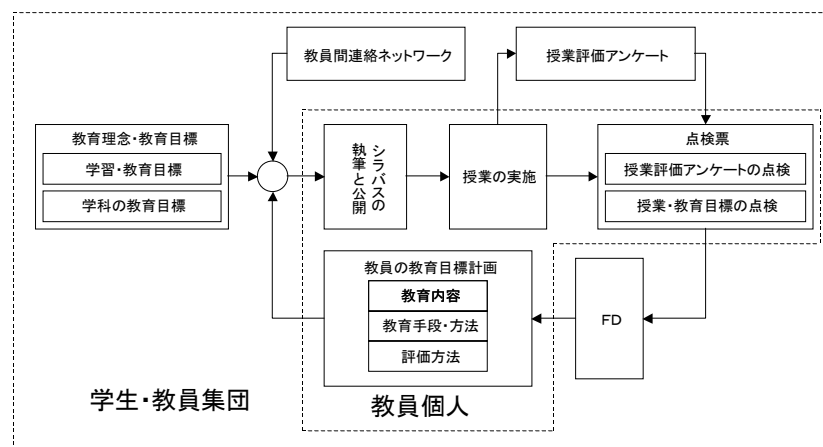 教員間連絡ネットワーク
授業評価アンケート
教育理念・教育目標
学習・教育目標
学科の教育目標
シラバスの
執筆と公開
授業の実施
点検票
授業評価アンケートの点検
授業・教育目標の点検
教員の教育目標計画
教育内容
教育手段・方法
評価方法
FD
学生・教員集団
教員個人